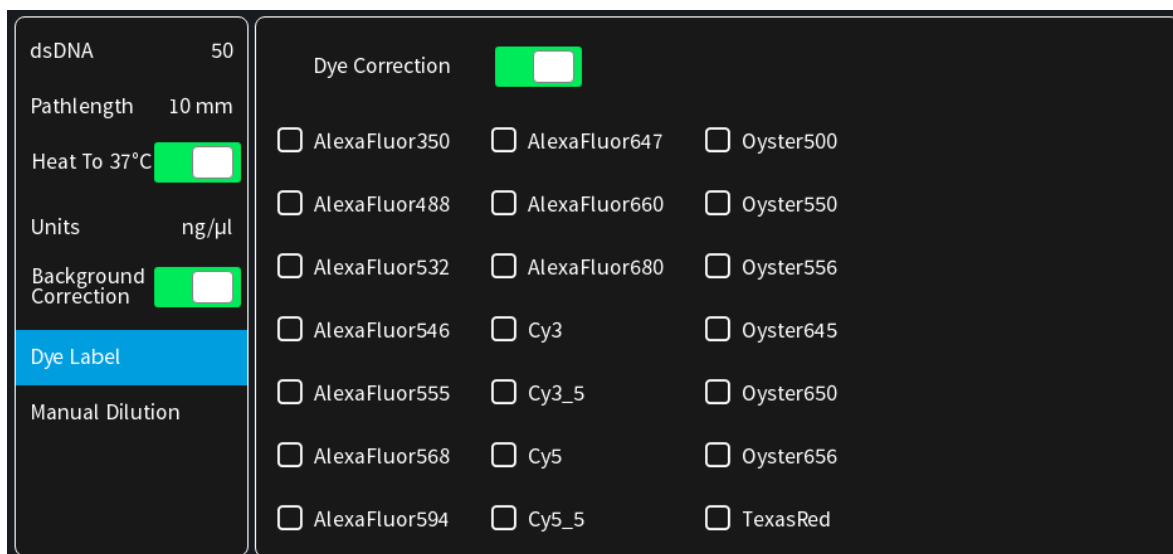 dsDNA 50
Pathlength 10 mm
Heat To 37°C
Units ng/µl
Background
Correction
Dye Label
Manual Dilution
Dye Correction
AlexaFluor350 AlexaFluor647 Oyster500
AlexaFluor488 AlexaFluor660 Oyster550
AlexaFluor532 AlexaFluor680 Oyster556
AlexaFluor546 Cy3 Oyster645
AlexaFluor555 Cy3_5 Oyster650
AlexaFluor568 Cy5 Oyster656
AlexaFluor594 Cy5_5 TexasRed